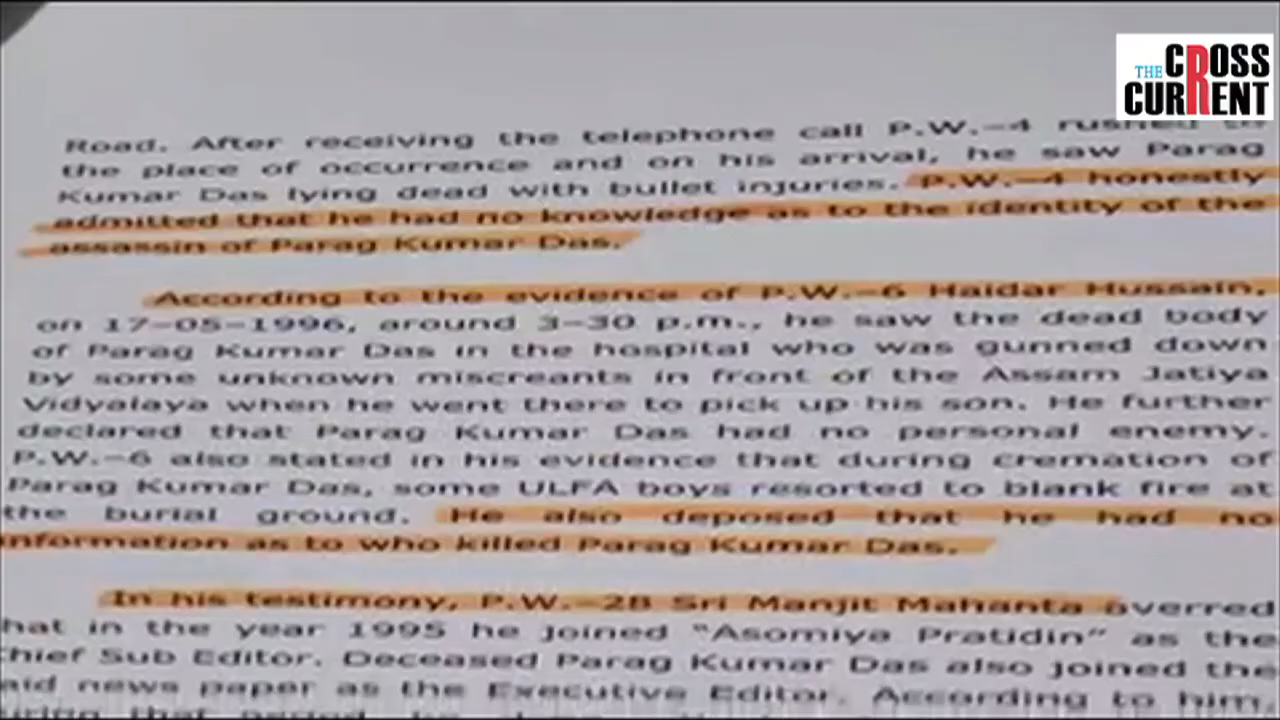 THE CROSS
CURRENT
Road. After receiving the telephone call P.W.-4 rushed to
the place of occurrence and on his arrival, he saw Parag
Kumar Das lying dead with bullet injuries. P.W.-4 honestly
admitted that he had no knowledge as to the identity of the
assassin of Parag Kumar Das.
According to the evidence of P.W.-6 Haidar Hussain,
on 17-05-1996, around 3-30 p.m., he saw the dead body
of Parag Kumar Das in the hospital who was gunned down
by some unknown miscreants in front of the Assam Jatiya
Vidyalaya when he went there to pick up his son. He further
declared that Parag Kumar Das had no personal enemy.
P.W.-6 also stated in his evidence that during cremation of
Parag Kumar Das, some ULFA boys resorted to blank fire at
the burial ground. He also deposed that he had no
information as to who killed Parag Kumar Das.
In his testimony, P.W.-28 Sri Manjit Mahanta averred
hat in the year 1995 he joined "Asomiya Pratidin" as the
Chief Sub Editor. Deceased Parag Kumar Das also joined the
aid news paper as the Executive Editor. According to him,